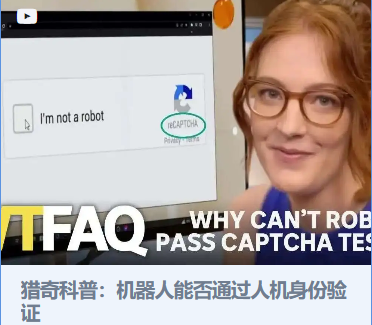 I'm not a robot
reCAPTCHA
Privacy - Terms
WTFAQ
WHY CAN'T ROB
PASS CAPTCHA TES
猎奇科普：机器人能否通过人机身份验
证